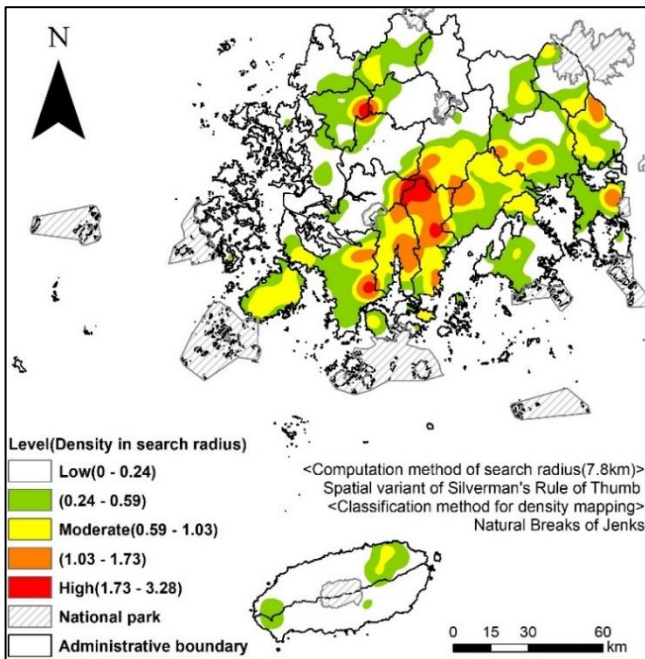 N
Level(Density in search radius)
Low(0 - 0.24)
(0.24 - 0.59)
Moderate(0.59 - 1.03)
(1.03 - 1.73)
High(1.73 - 3.28)
National park
Administrative boundary
<Computation method of search radius(7.8km)>
Spatial variant of Silverman's Rule of Thumb
<Classification method for density mapping>
Natural Breaks of Jenks
0 15 30 60
km